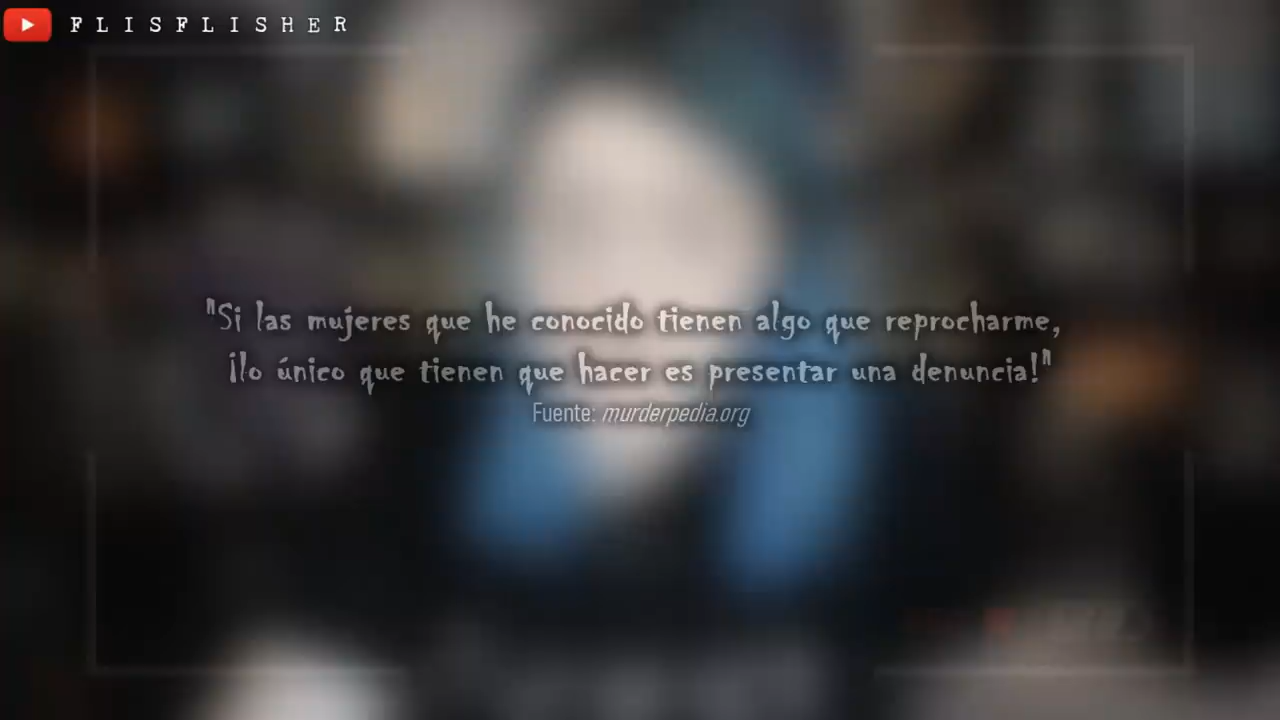 FLISFLISHER
"Si las mujeres que he conocido tienen algo que reprocharme,
¡lo único que tienen que hacer es presentar una denuncia!"
Fuente: murderpedia.org